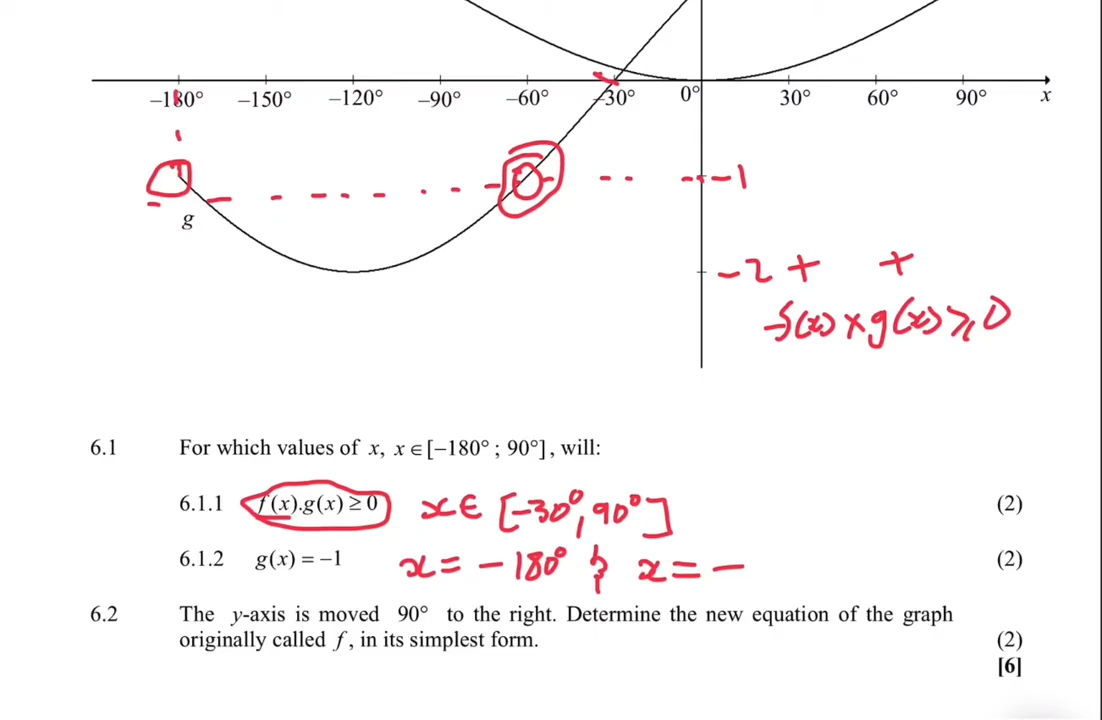 -180° -150° -120° -90° -60° -30° 0° 30° 60° 90° x
-1
g
-2 + +
f(x) x g(x) ≥ 0
6.1 For which values of x, x ∈ [-180° ; 90°], will:
6.1.1 f(x).g(x) ≥ 0 x ∈ [-30°, 90°] (2)
6.1.2 g(x) = -1 x = -180° & x = - (2)
6.2 The y-axis is moved 90° to the right. Determine the new equation of the graph
originally called f, in its simplest form. (2)
[6]